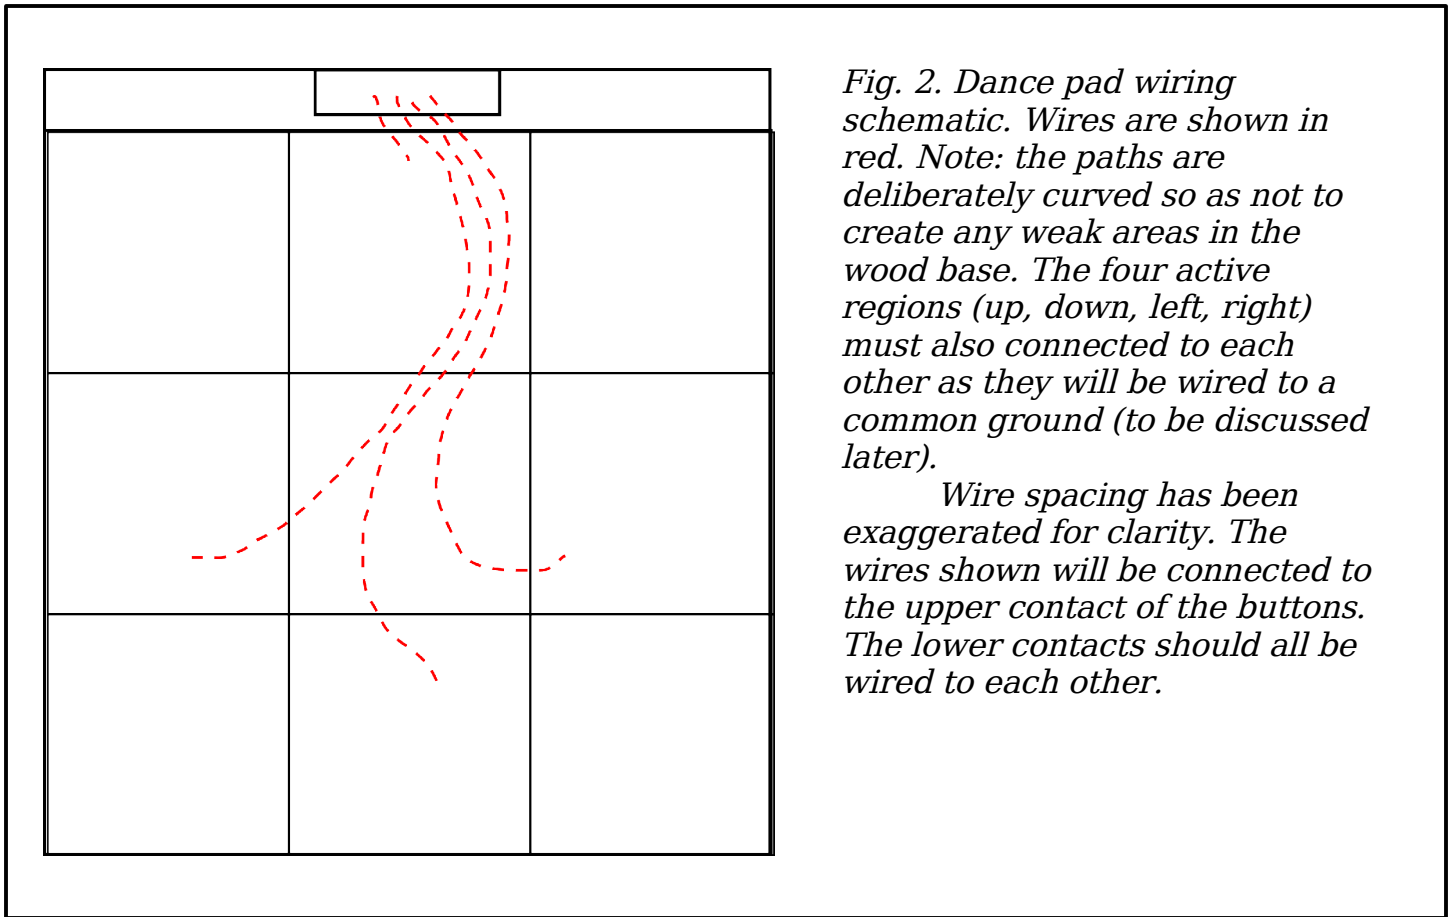 Fig. 2. Dance pad wiring
schematic. Wires are shown in
red. Note: the paths are
deliberately curved so as not to
create any weak areas in the
wood base. The four active
regions (up, down, left, right)
must also connected to each
other as they will be wired to a
common ground (to be discussed
later).
Wire spacing has been
exaggerated for clarity. The
wires shown will be connected to
the upper contact of the buttons.
The lower contacts should all be
wired to each other.